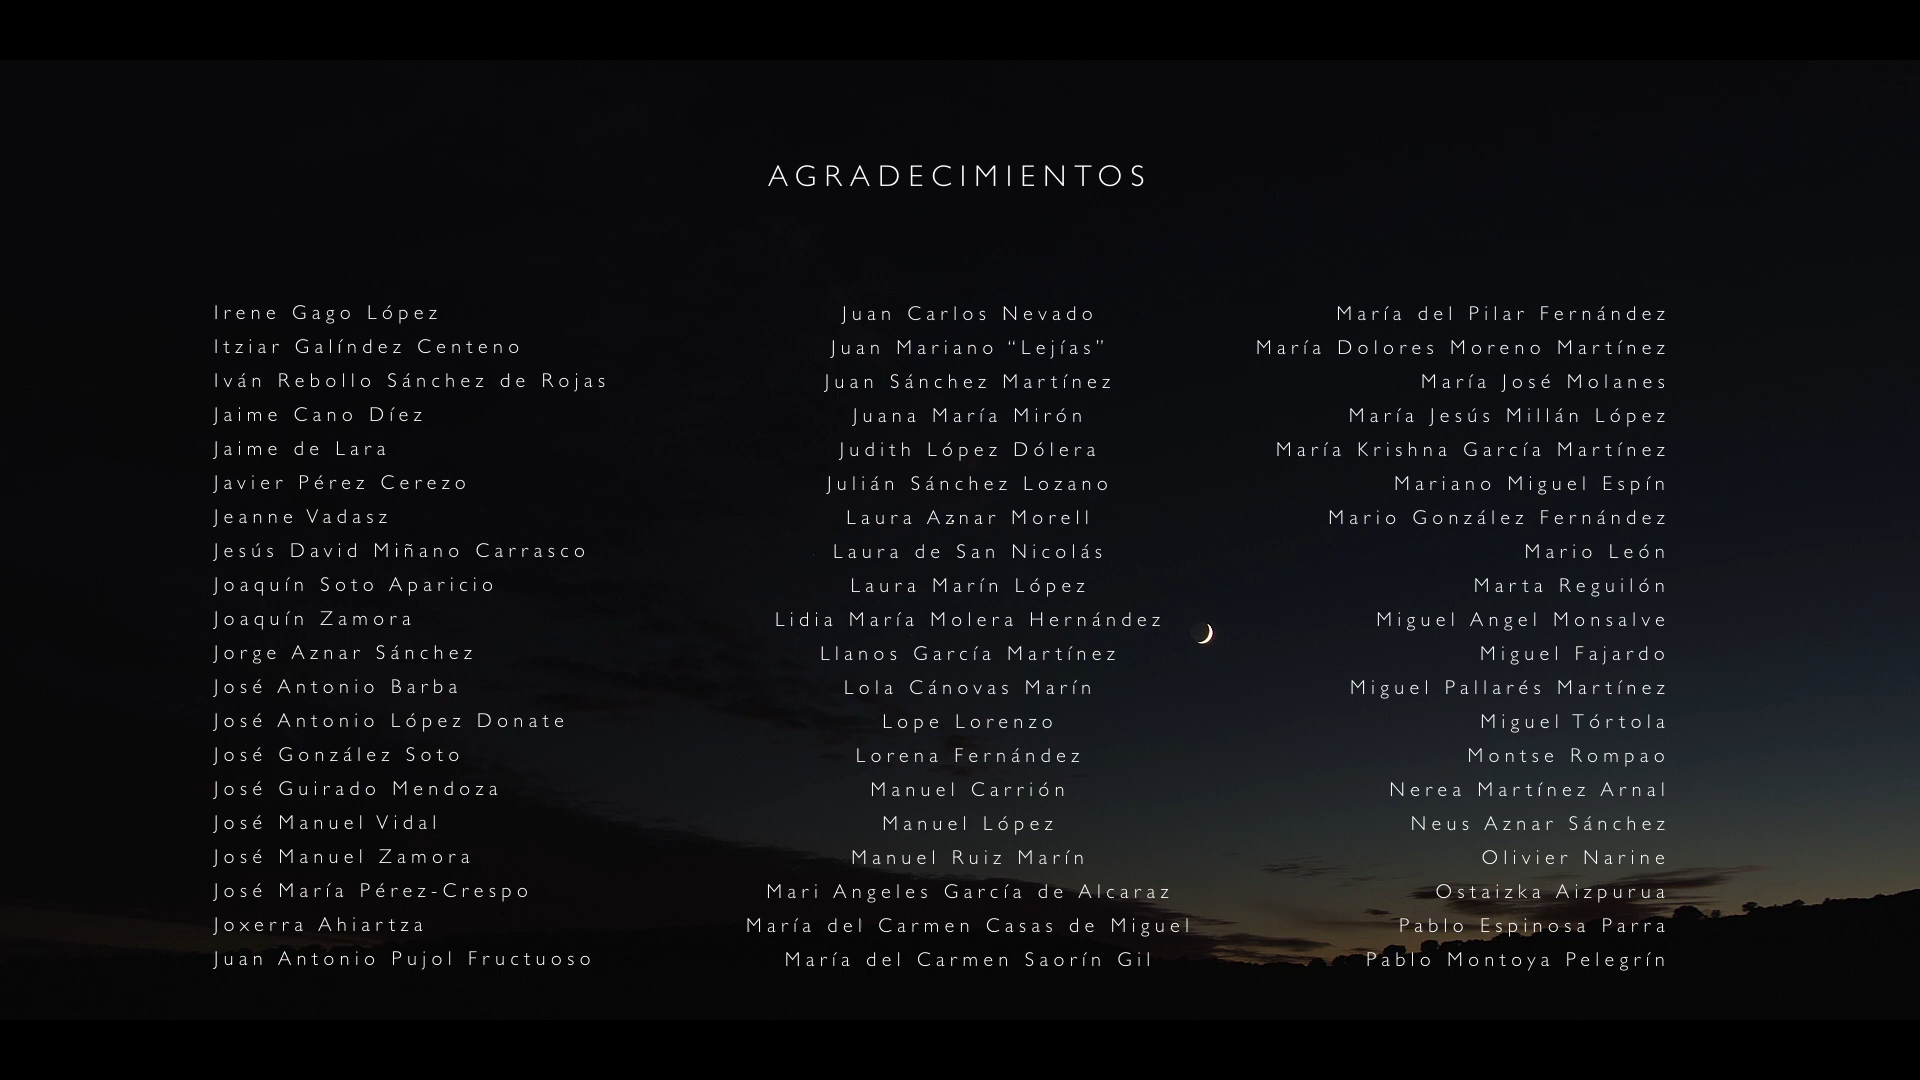 AGRADECIMIENTOS
Irene Gago López
Itziar Galíndez Centeno
Iván Rebollo Sánchez de Rojas
Jaime Cano Díez
Jaime de Lara
Javier Pérez Cerezo
Jeanne Vadasz
Jesús David Miñano Carrasco
Joaquín Soto Aparicio
Joaquín Zamora
Jorge Aznar Sánchez
José Antonio Barba
José Antonio López Donate
José González Soto
José Guirado Mendoza
José Manuel Vidal
José Manuel Zamora
José María Pérez-Crespo
Joxerra Ahiartza
Juan Antonio Pujol Fructuoso
Juan Carlos Nevado
Juan Mariano “Lejías”
Juan Sánchez Martínez
Juana María Mirón
Judith López Dólera
Julián Sánchez Lozano
Laura Aznar Morell
Laura de San Nicolás
Laura Marín López
Lidia María Molera Hernández
Llanos García Martínez
Lola Cánovas Marín
Lope Lorenzo
Lorena Fernández
Manuel Carrión
Manuel López
Manuel Ruiz Marín
Mari Angeles García de Alcaraz
María del Carmen Casas de Miguel
María del Carmen Saorín Gil
María del Pilar Fernández
María Dolores Moreno Martínez
María José Molanes
María Jesús Millán López
María Krishna García Martínez
Mariano Miguel Espín
Mario González Fernández
Mario León
Marta Reguilón
Miguel Angel Monsalve
Miguel Fajardo
Miguel Pallarés Martínez
Miguel Tórtola
Montse Rompao
Nerea Martínez Arnal
Neus Aznar Sánchez
Olivier Narine
Ostaizka Aizpurua
Pablo Espinosa Parra
Pablo Montoya Pelegrín